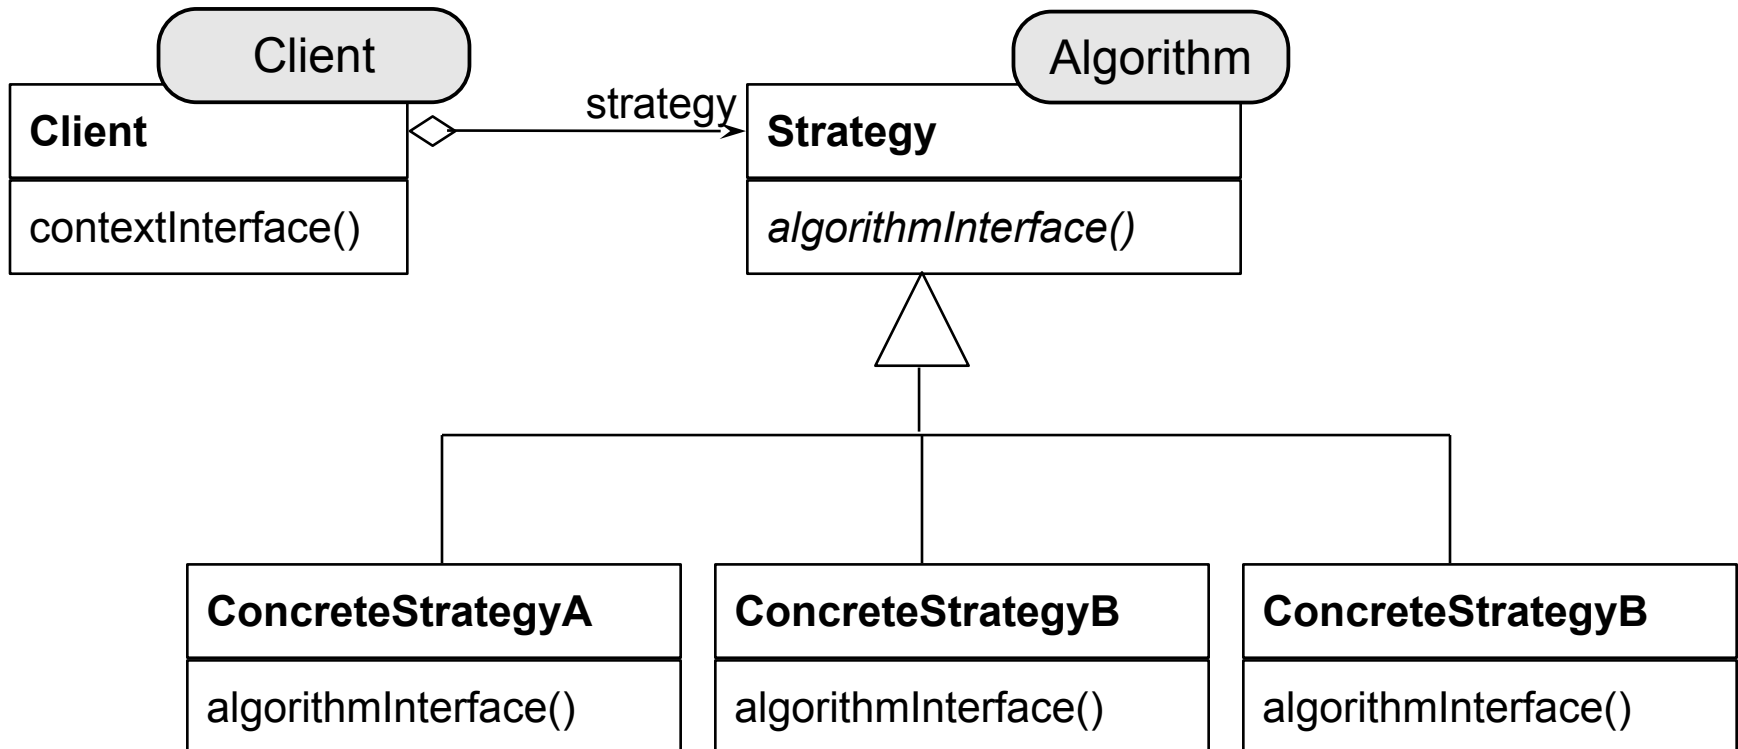 Client
Algorithm
strategy
Client
Strategy
contextInterface()
algorithmInterface()
ConcreteStrategyA
ConcreteStrategyB
ConcreteStrategyB
algorithmInterface()
algorithmInterface()
algorithmInterface()